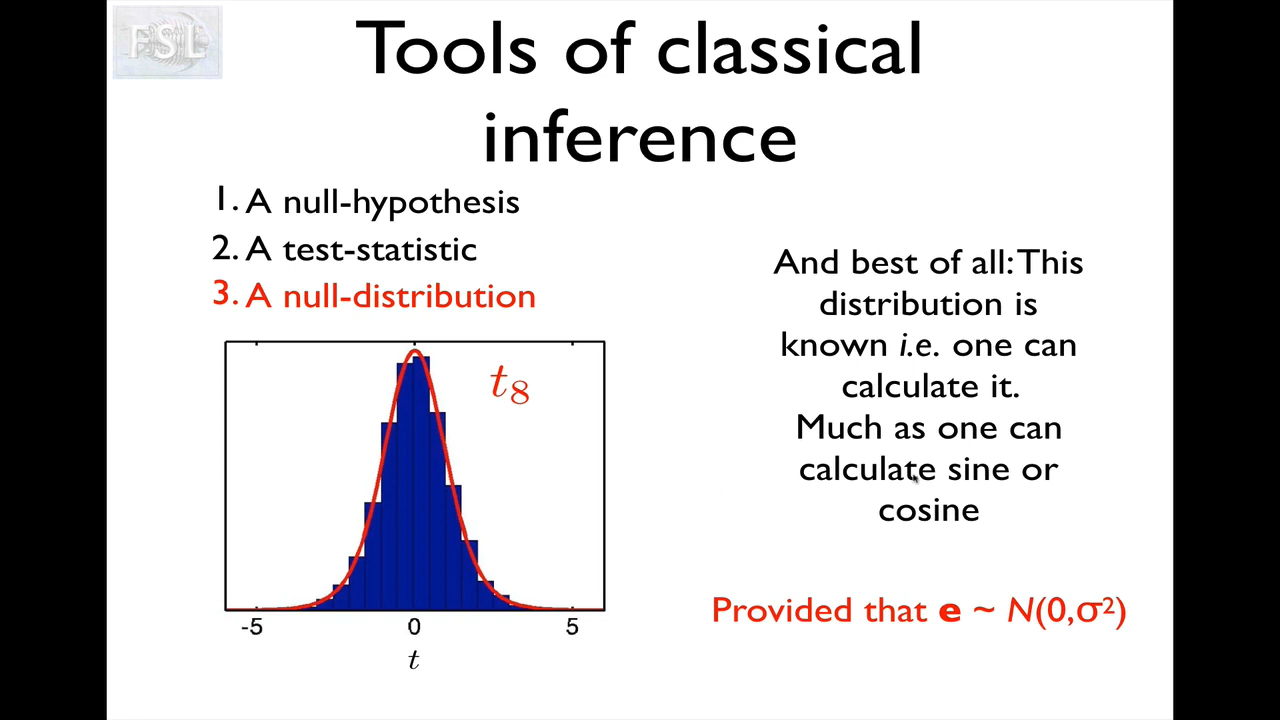 FSL
Tools of classical
inference
1. A null-hypothesis
2. A test-statistic
3. A null-distribution
And best of all: This
distribution is
known i.e. one can
calculate it.
Much as one can
calculate sine or
cosine
t₈
-5 0 5
t
Provided that e ~ N(0,σ²)